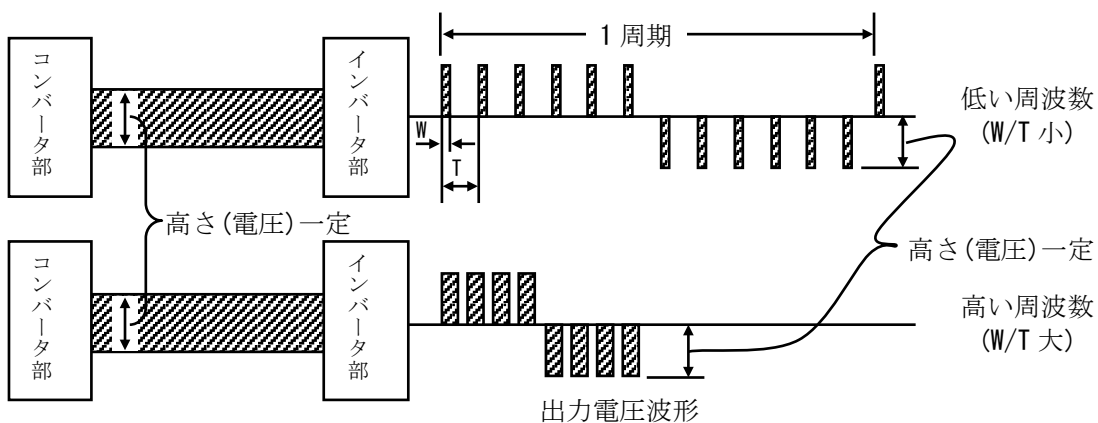 1 周期
コンバータ部
インバータ部
W
T
低い周波数
(W/T 小)
高さ(電圧)一定
高さ(電圧)一定
コンバータ部
インバータ部
高い周波数
(W/T 大)
出力電圧波形